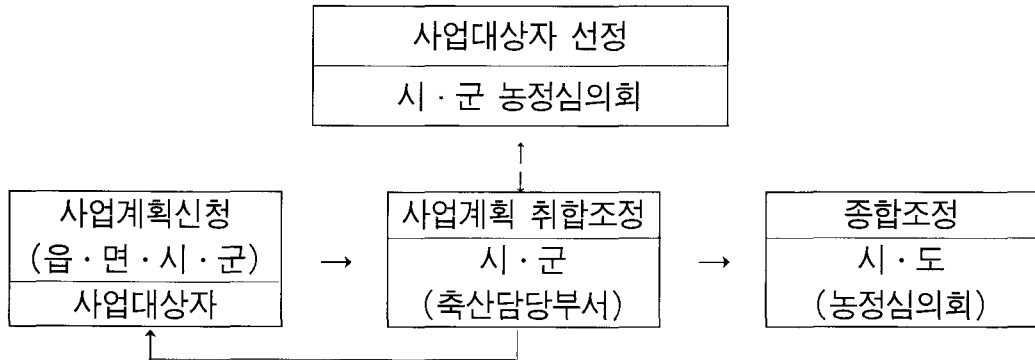 사업대상자 선정
시·군 농정심의회
↑
↓
사업계획신청
(읍·면·시·군)
사업대상자
→
사업계획 취합조정
시·군
(축산담당부서)
→
종합조정
시·도
(농정심의회)